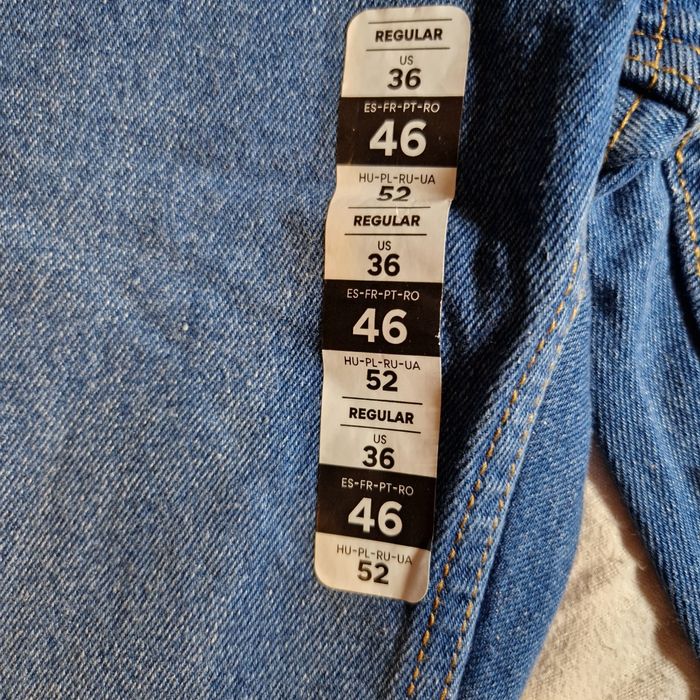 REGULAR
US
36
ES-FR-PT-RO
46
HU-PL-RU-UA
52
REGULAR
US
36
ES-FR-PT-RO
46
HU-PL-RU-UA
52
REGULAR
US
36
ES-FR-PT-RO
46
HU-PL-RU-UA
52